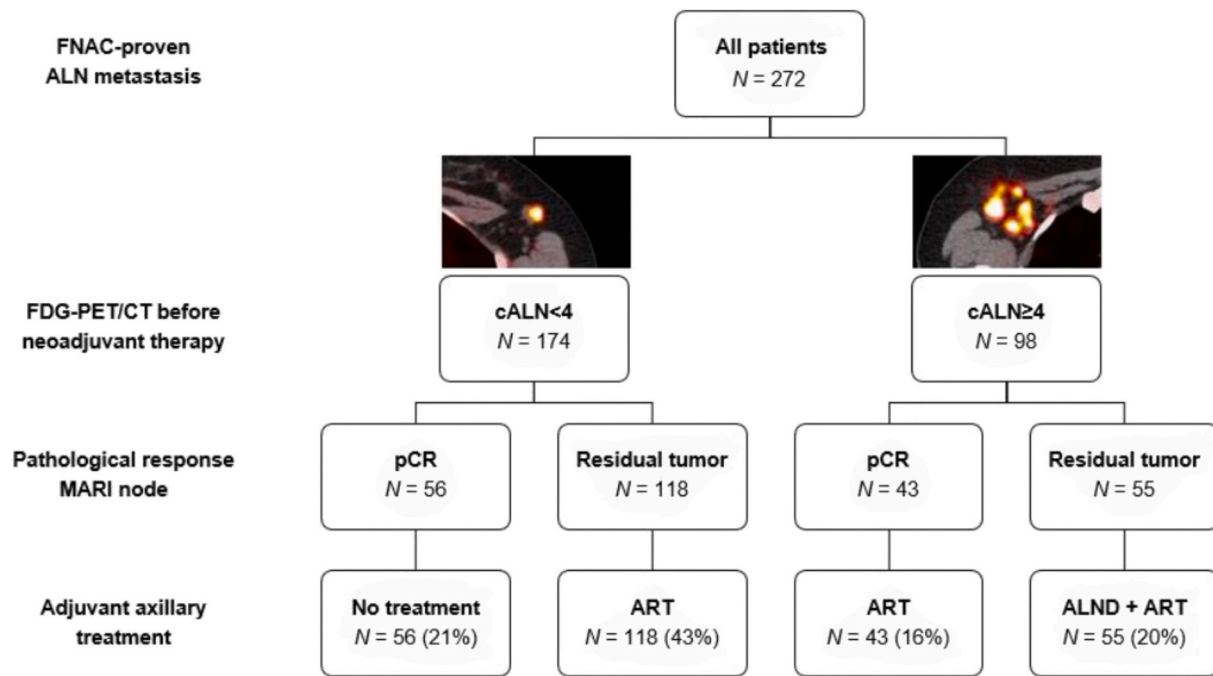 FNAC-proven
ALN metastasis
All patients
N = 272
FDG-PET/CT before
neoadjuvant therapy
cALN<4
N = 174
cALN≥4
N = 98
Pathological response
MARI node
pCR
N = 56
Residual tumor
N = 118
pCR
N = 43
Residual tumor
N = 55
Adjuvant axillary
treatment
No treatment
N = 56 (21%)
ART
N = 118 (43%)
ART
N = 43 (16%)
ALND + ART
N = 55 (20%)